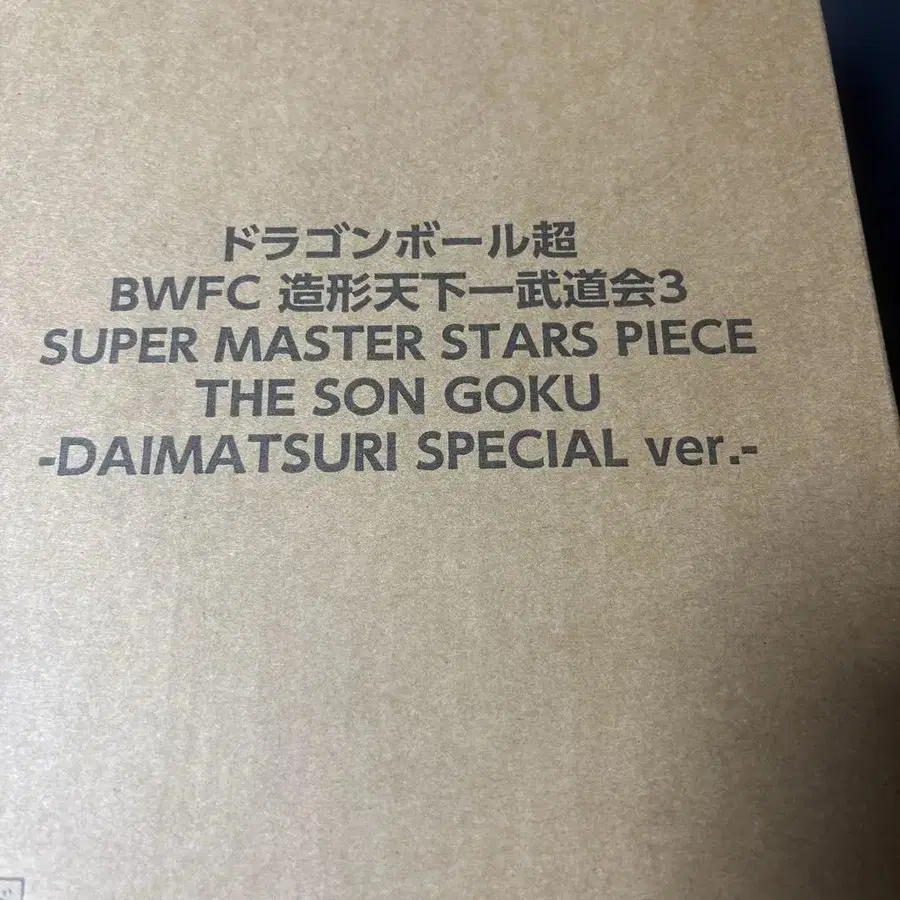 ドラゴンボール超
BWFC 造形天下一武道会3
SUPER MASTER STARS PIECE
THE SON GOKU
-DAIMATSURI SPECIAL ver.-